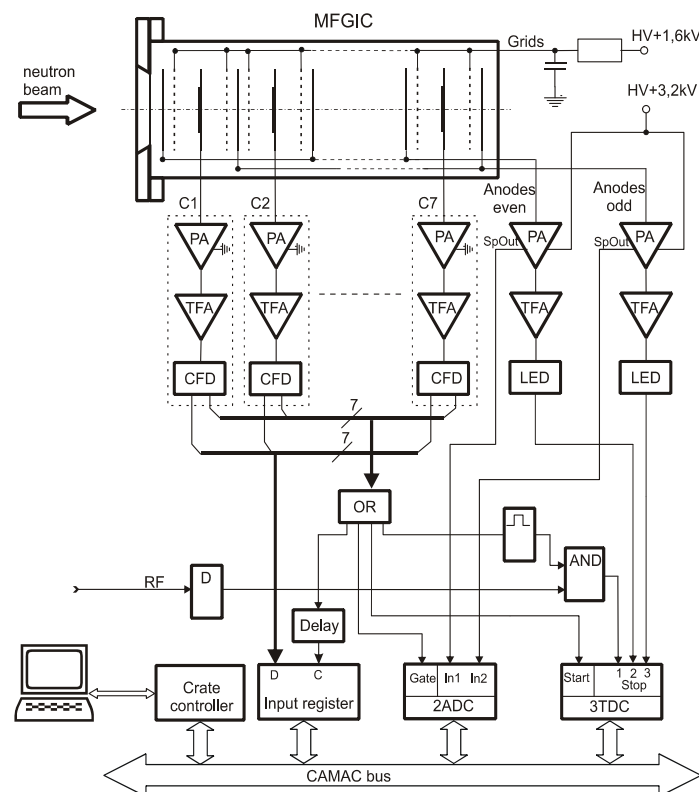 MFGIC
Grids
HV+1,6kV
neutron
beam
HV+3,2kV
C1
C2
C7
Anodes
even
Anodes
odd
PA
PA
PA
SpOut
PA
SpOut
PA
TFA
TFA
TFA
TFA
TFA
CFD
CFD
CFD
LED
LED
7
7
OR
RF
D
AND
Delay
D
C
Input register
Crate
controller
Gate
In1
In2
2ADC
Start
1
2
3
Stop
3TDC
CAMAC bus